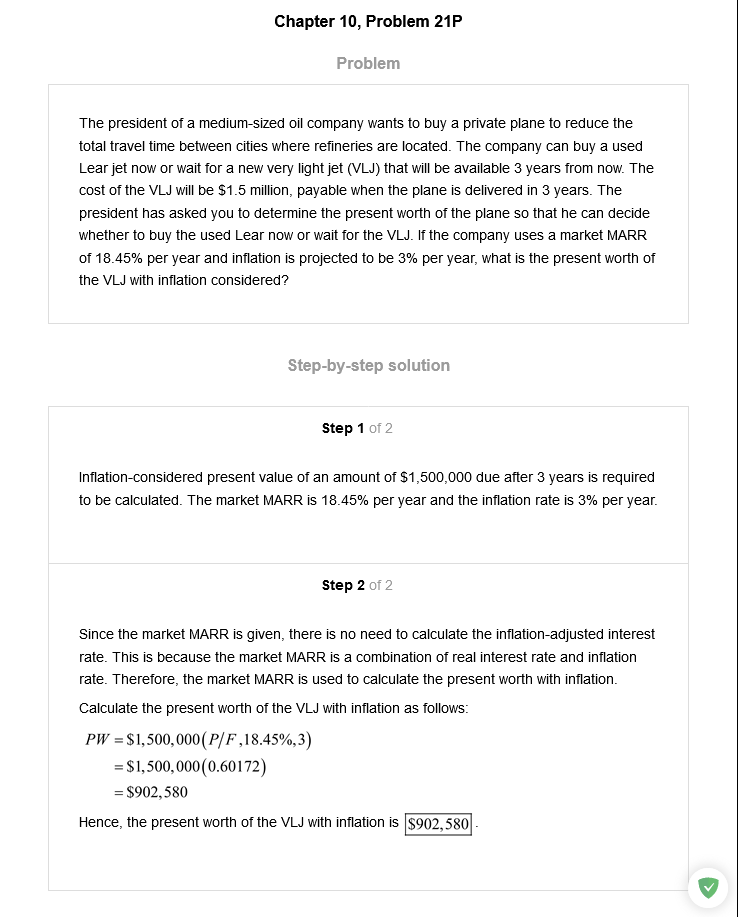 Chapter 10, Problem 21P
Problem
The president of a medium-sized oil company wants to buy a private plane to reduce the
total travel time between cities where refineries are located. The company can buy a used
Lear jet now or wait for a new very light jet (VLJ) that will be available 3 years from now. The
cost of the VLJ will be $1.5 million, payable when the plane is delivered in 3 years. The
president has asked you to determine the present worth of the plane so that he can decide
whether to buy the used Lear now or wait for the VLJ. If the company uses a market MARR
of 18.45% per year and inflation is projected to be 3% per year, what is the present worth of
the VLJ with inflation considered?
Step-by-step solution
Step 1 of 2
Inflation-considered present value of an amount of $1,500,000 due after 3 years is required
to be calculated. The market MARR is 18.45% per year and the inflation rate is 3% per year.
Step 2 of 2
Since the market MARR is given, there is no need to calculate the inflation-adjusted interest
rate. This is because the market MARR is a combination of real interest rate and inflation
rate. Therefore, the market MARR is used to calculate the present worth with inflation.
Calculate the present worth of the VLJ with inflation as follows:
PW = $1,500,000(P/F,18.45%,3)
= $1,500,000(0.60172)
= $902,580
Hence, the present worth of the VLJ with inflation is $902,580.